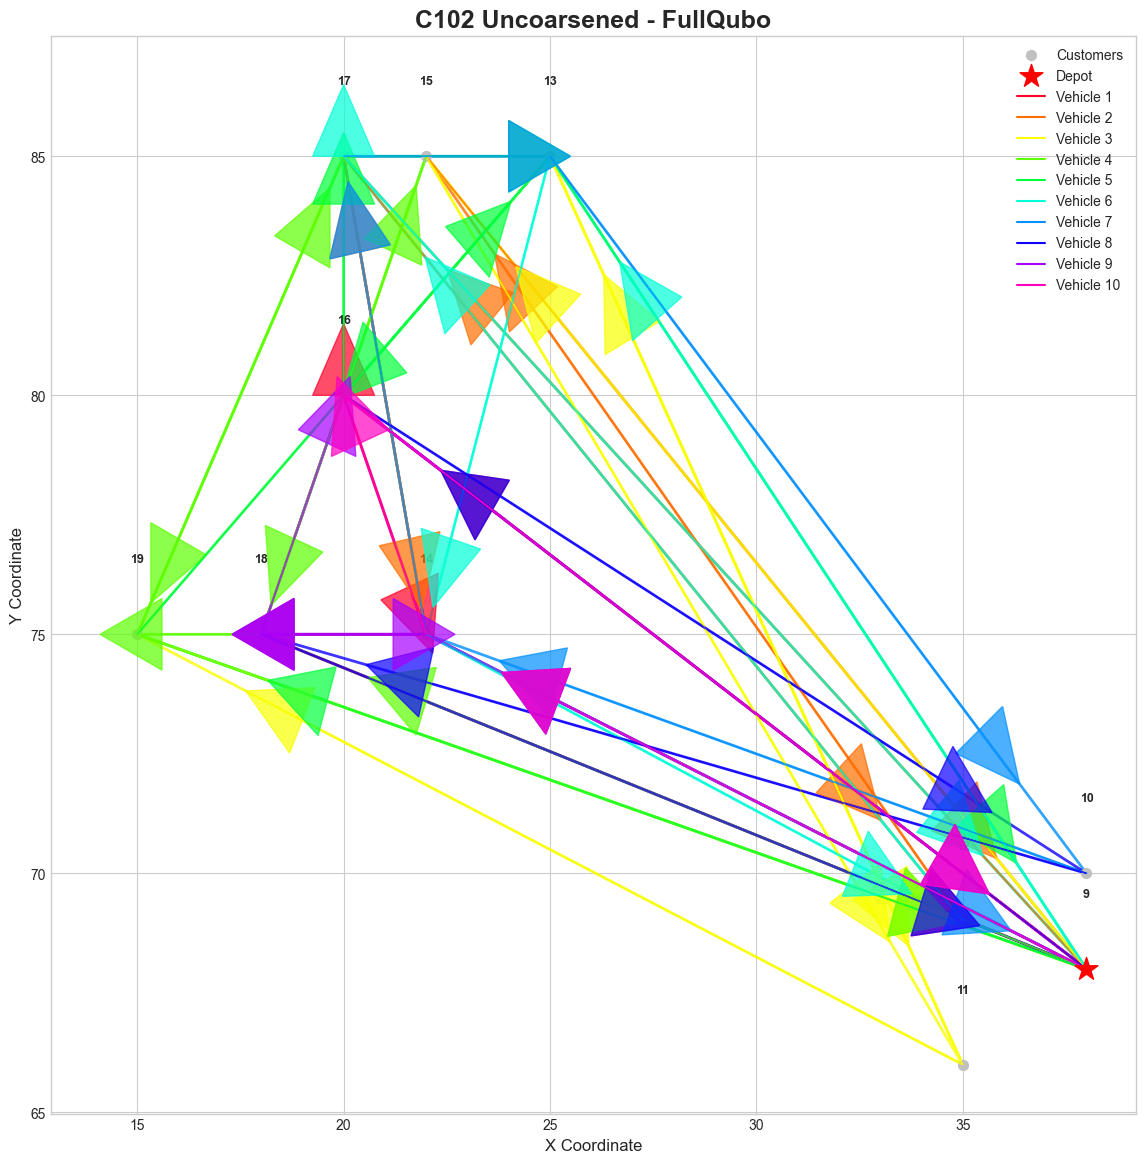 C102 Uncoarsened - FullQubo
17
15
13
Customers
Depot
Vehicle 1
Vehicle 2
Vehicle 3
Vehicle 4
Vehicle 5
Vehicle 6
Vehicle 7
Vehicle 8
Vehicle 9
Vehicle 10
16
19
18
14
10
9
11
85
80
75
70
65
15
20
25
30
35
X Coordinate
Y Coordinate